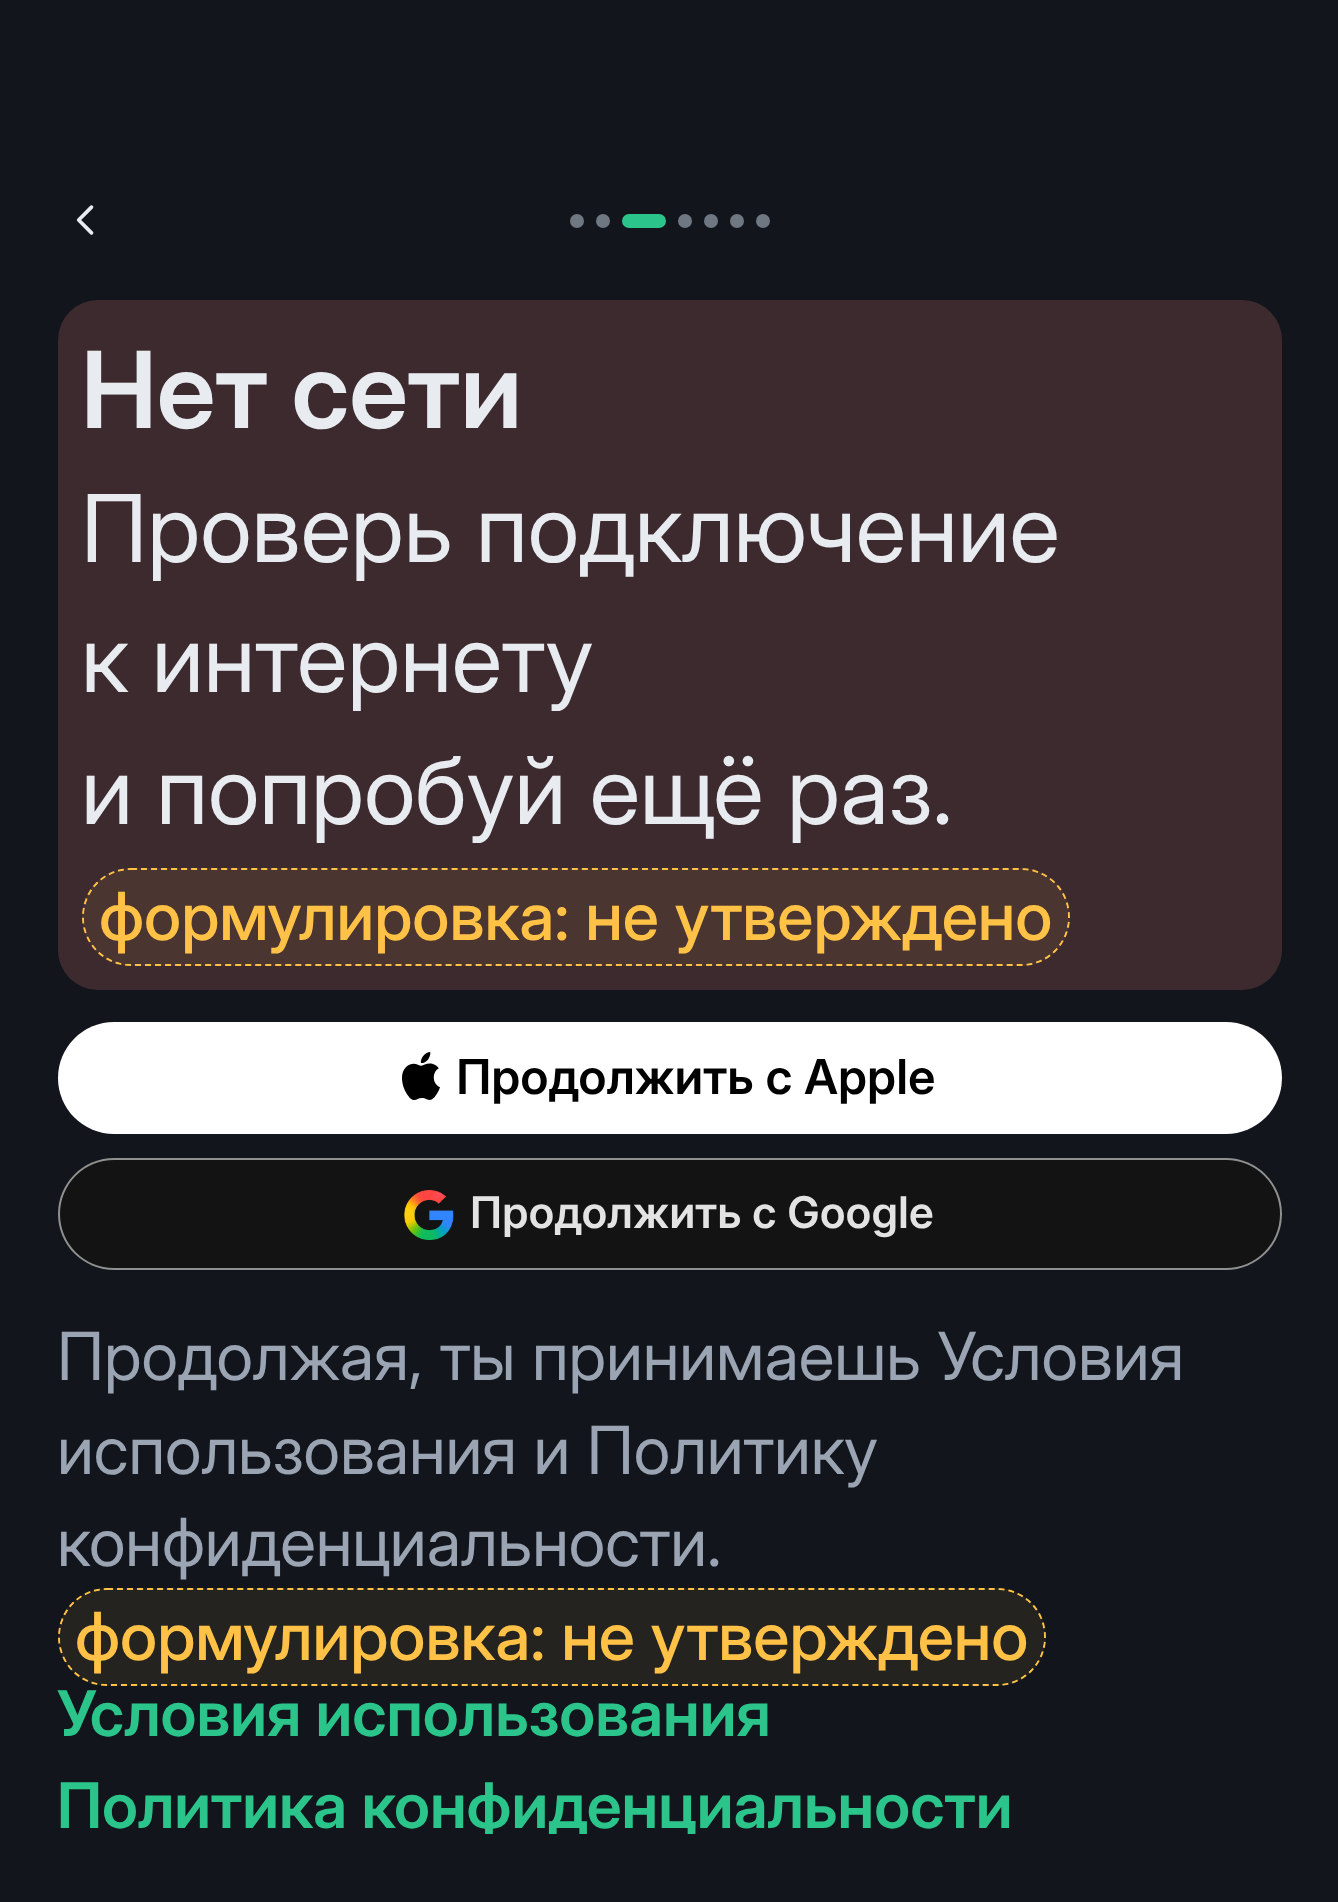 Нет сети
Проверь подключение
к интернету
и попробуй ещё раз.
формулировка: не утверждено
Продолжить с Apple
Продолжить с Google
Продолжая, ты принимаешь Условия
использования и Политику
конфиденциальности.
формулировка: не утверждено
Условия использования
Политика конфиденциальности